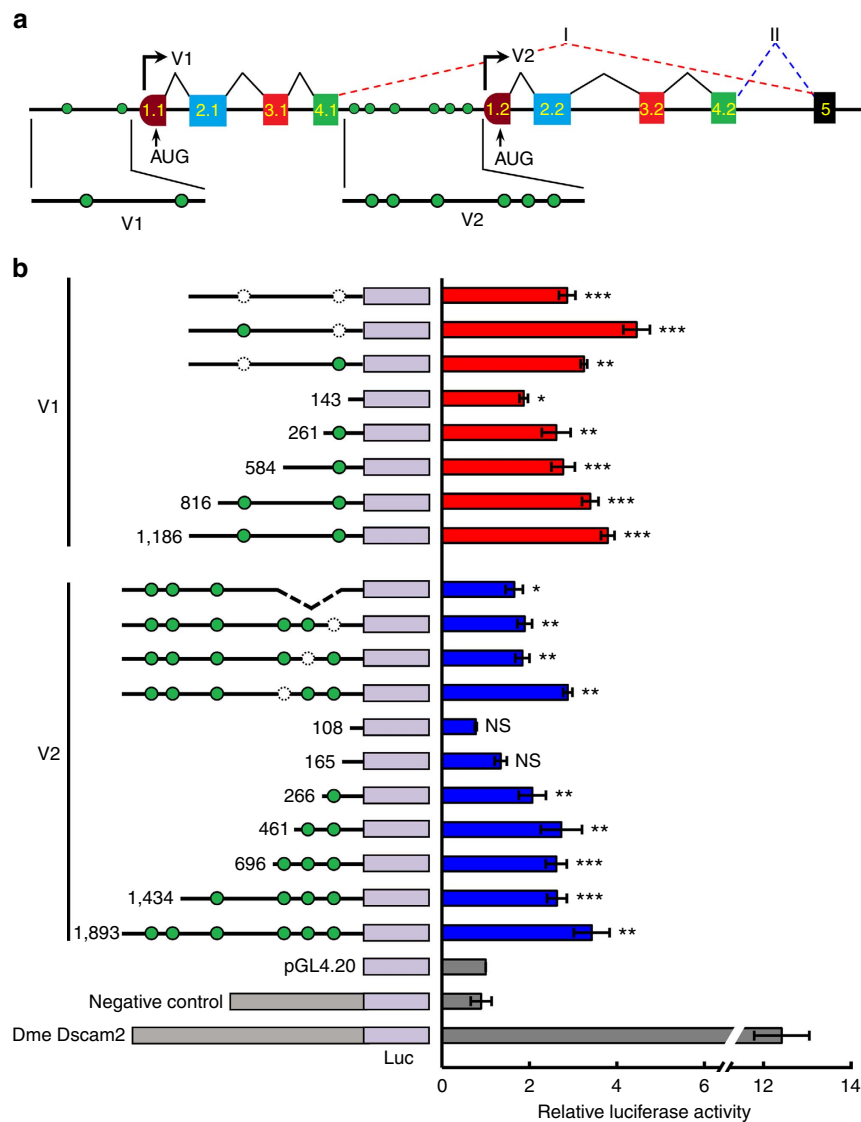 a
I II
V1 V2
1.1 2.1 3.1 4.1 1.2 2.2 3.2 4.2 5
AUG AUG
V1 V2
b
***
***
**
V1
143 *
261 **
584 ***
816 ***
1,186 ***
*
**
**
**
V2
108 NS
165 NS
266 **
461 **
696 ***
1,434 ***
1,893 **
pGL4.20
Negative control
Dme Dscam2
Luc
0 2 4 6 12 14
Relative luciferase activity